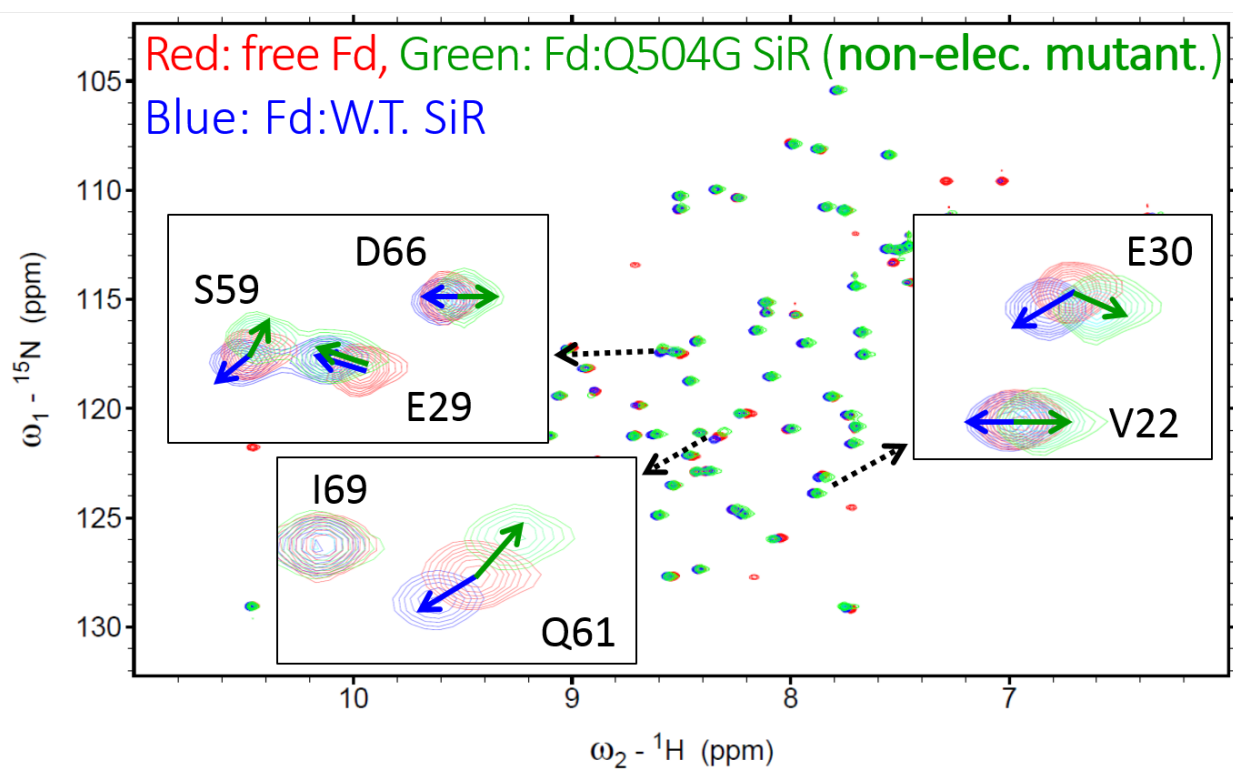 Red: free Fd, Green: Fd:Q504G SiR (non-elec. mutant.)
Blue: Fd:W.T. SiR
105
110
115
120
125
130
ω₁ - ¹⁵N (ppm)
D66
S59
E29
E30
V22
I69
Q61
10
9
8
7
ω₂ - ¹H (ppm)